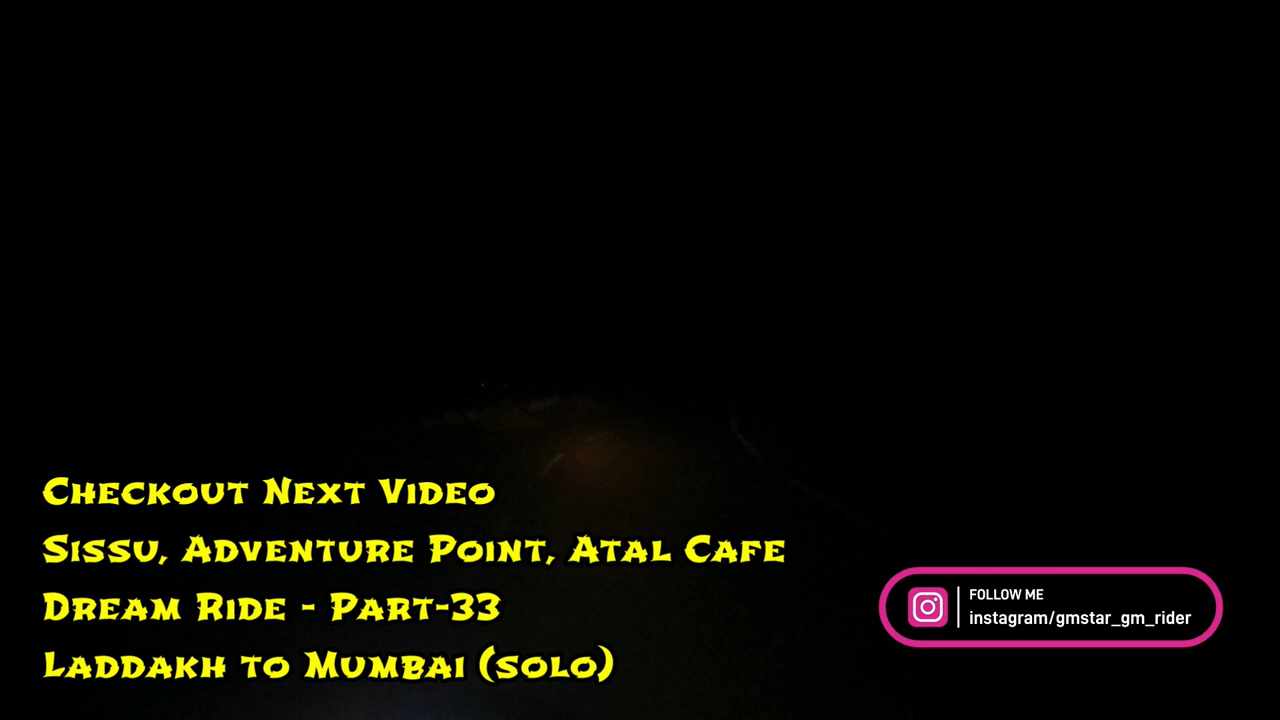 Checkout Next Video
Sissu, Adventure Point, Atal Cafe
Dream Ride - Part-33
Laddakh to Mumbai (solo)
FOLLOW ME
instagram/gmstar_gm_rider